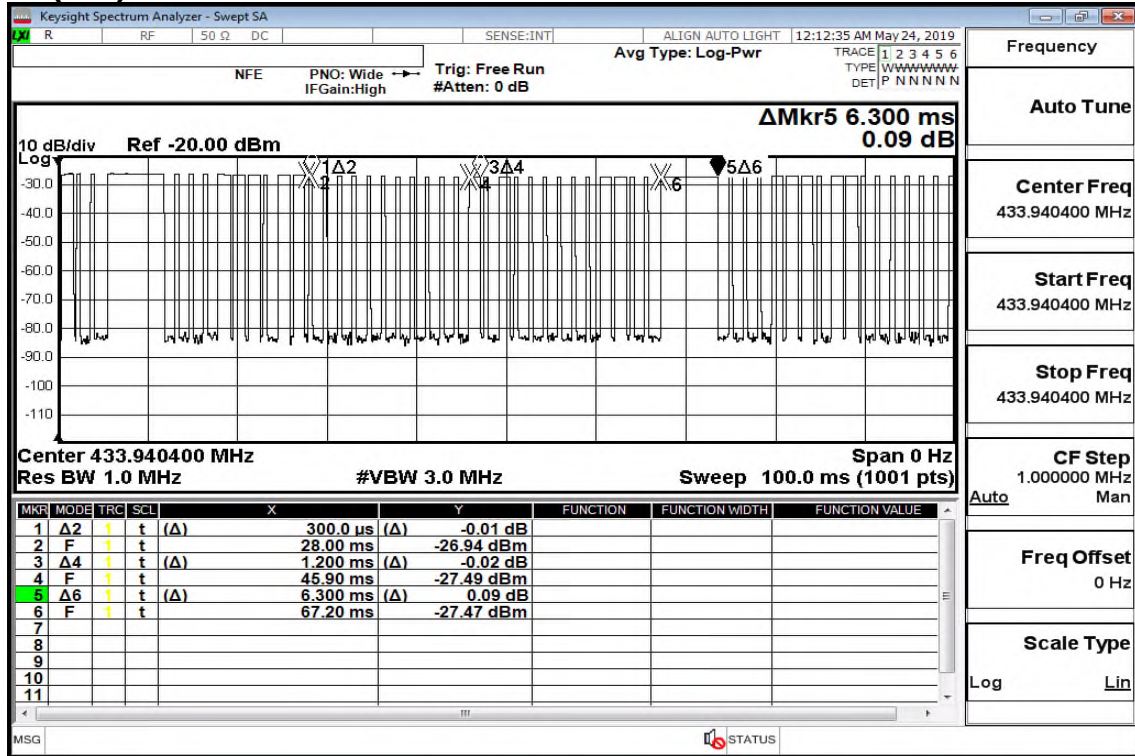 Keysight Spectrum Analyzer - Swept SA
LXI R RF 50 Ω DC SENSE:INT ALIGN AUTO LIGHT 12:12:35 AM May 24, 2019
NFE PNO: Wide Trig: Free Run Avg Type: Log-Pwr TRACE 1 2 3 4 5 6
IFGain:High #Atten: 0 dB TYPE WWWWWW
DET P N N N N N
ΔMkr5 6.300 ms
0.09 dB
10 dB/div Ref -20.00 dBm
Log
1Δ2 3Δ4 5Δ6
2 4 6
-30.0
-40.0
-50.0
-60.0
-70.0
-80.0
-90.0
-100
-110
Center 433.940400 MHz Span 0 Hz
Res BW 1.0 MHz #VBW 3.0 MHz Sweep 100.0 ms (1001 pts)
MKR MODE TRC SCL X Y FUNCTION FUNCTION WIDTH FUNCTION VALUE
1 Δ2 1 t (Δ) 300.0 µs (Δ) -0.01 dB
2 F 1 t 28.00 ms -26.94 dBm
3 Δ4 1 t (Δ) 1.200 ms (Δ) -0.02 dB
4 F 1 t 45.90 ms -27.49 dBm
5 Δ6 1 t (Δ) 6.300 ms (Δ) 0.09 dB
6 F 1 t 67.20 ms -27.47 dBm
7
8
9
10
11
MSG STATUS
Frequency
Auto Tune
Center Freq
433.940400 MHz
Start Freq
433.940400 MHz
Stop Freq
433.940400 MHz
CF Step
1.000000 MHz
Auto Man
Freq Offset
0 Hz
Scale Type
Log Lin